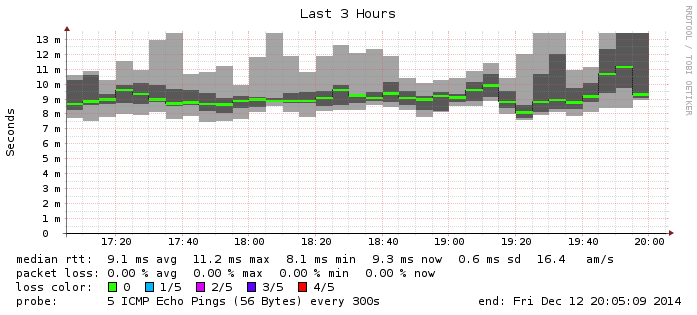 Last 3 Hours
RRDTOOL / TOBI OETIKER
Seconds
13 m
12 m
11 m
10 m
9 m
8 m
7 m
6 m
5 m
4 m
3 m
2 m
1 m
0
17:20 17:40 18:00 18:20 18:40 19:00 19:20 19:40 20:00
median rtt: 9.1 ms avg 11.2 ms max 8.1 ms min 9.3 ms now 0.6 ms sd 16.4 am/s
packet loss: 0.00 % avg 0.00 % max 0.00 % min 0.00 % now
loss color: 0 1/5 2/5 3/5 4/5
probe: 5 ICMP Echo Pings (56 Bytes) every 300s end: Fri Dec 12 20:05:09 2014